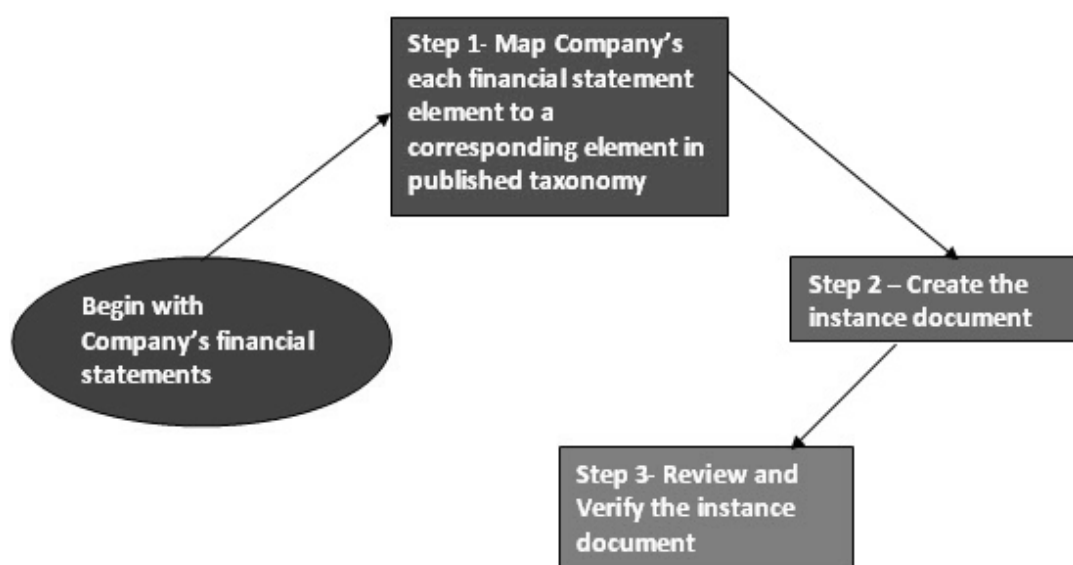 Step 1- Map Company's
each financial statement
element to a
corresponding element in
published taxonomy
Begin with
Company's financial
statements
Step 2 – Create the
instance document
Step 3- Review and
Verify the instance
document